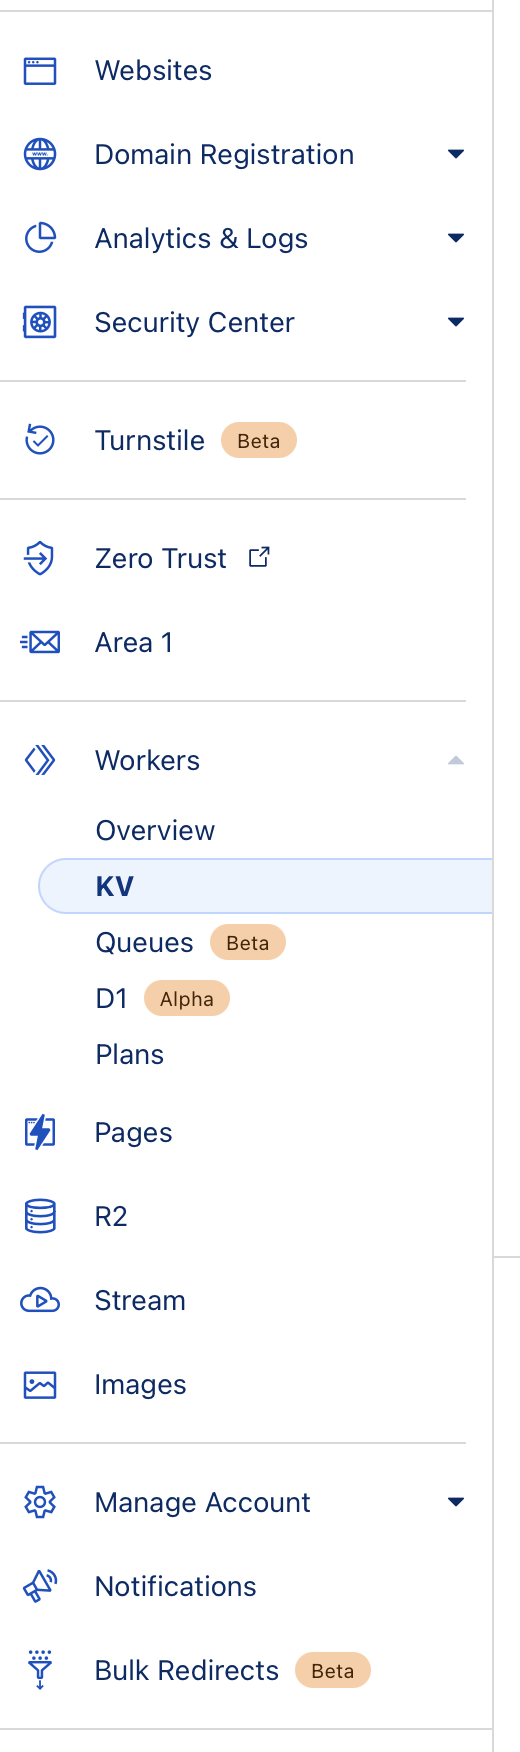 Websites
Domain Registration
Analytics & Logs
Security Center
Turnstile Beta
Zero Trust
Area 1
Workers
Overview
KV
Queues Beta
D1 Alpha
Plans
Pages
R2
Stream
Images
Manage Account
Notifications
Bulk Redirects Beta